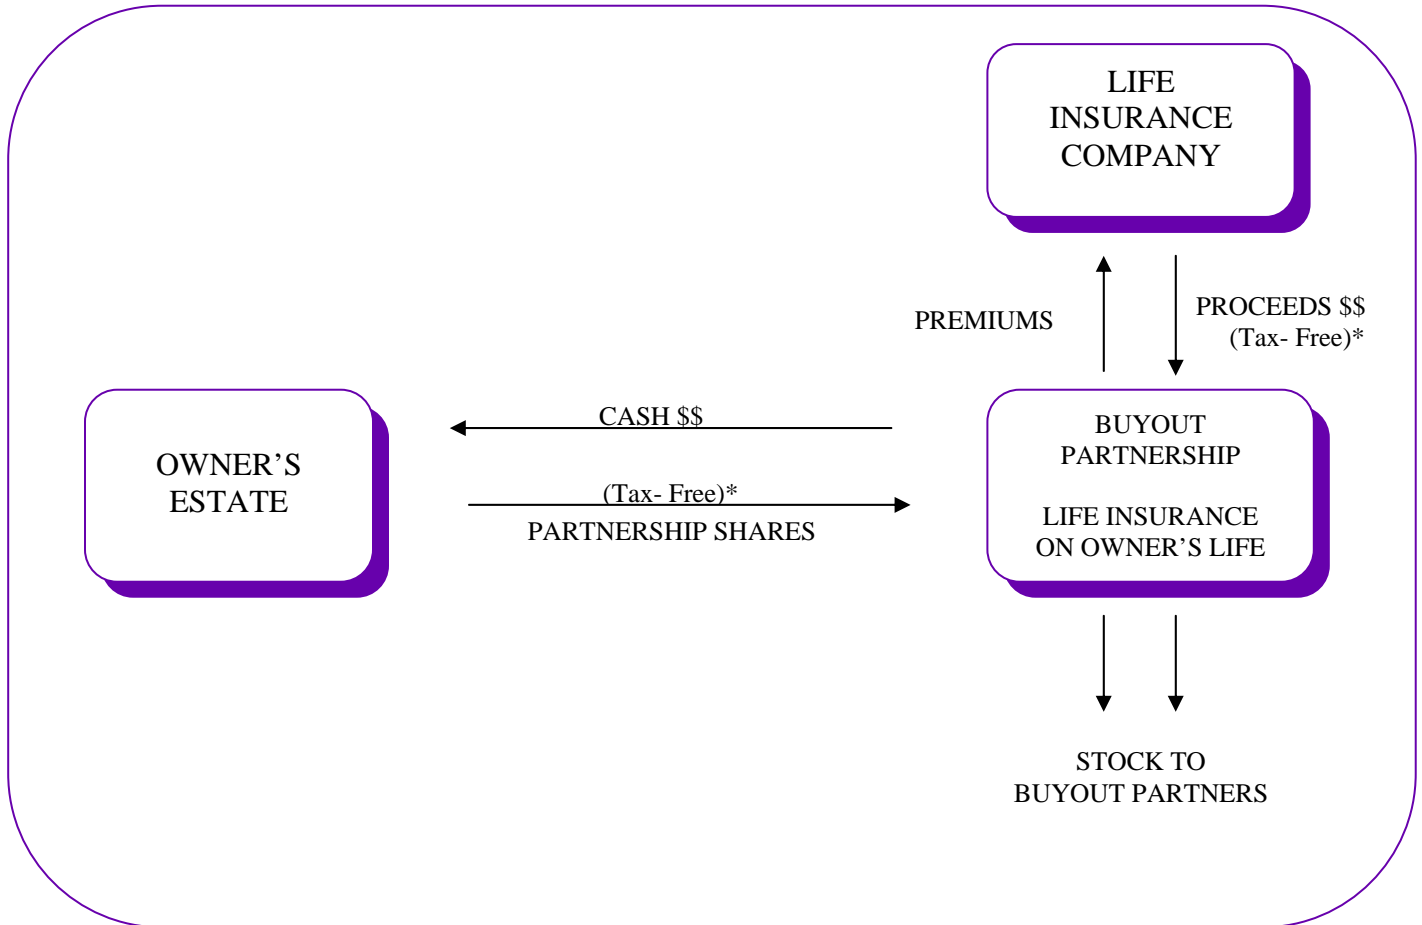 LIFE
INSURANCE
COMPANY
PREMIUMS
PROCEEDS $$
(Tax- Free)*
CASH $$
OWNER’S
ESTATE
(Tax- Free)*
PARTNERSHIP SHARES
BUYOUT
PARTNERSHIP
LIFE INSURANCE
ON OWNER’S LIFE
STOCK TO
BUYOUT PARTNERS